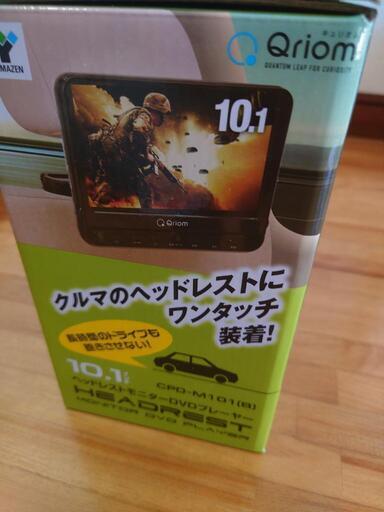 YAMAZEN
キュリオム
Qriom
QUANTUM LEAP FOR CURIOSITY
10.1
Qriom
クルマのヘッドレストに
ワンタッチ
装着!
長時間のドライブも
飽きさせない!
10.1
CPD-M101(B)
ヘッドレストモニターDVDプレーヤー
HEADREST
MONITOR DVD PLAYER